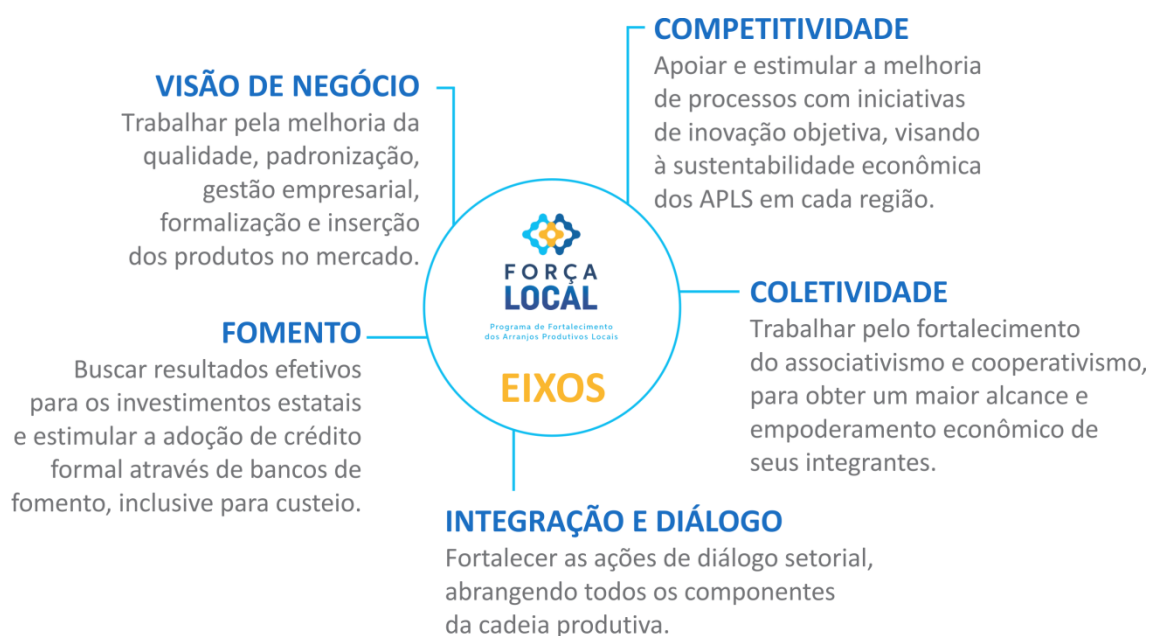 COMPETITIVIDADE
Apoiar e estimular a melhoria
de processos com iniciativas
de inovação objetiva, visando
à sustentabilidade econômica
dos APLS em cada região.
VISÃO DE NEGÓCIO
Trabalhar pela melhoria da
qualidade, padronização,
gestão empresarial,
formalização e inserção
dos produtos no mercado.
FORÇA
LOCAL
Programa de Fortalecimento
dos Arranjos Produtivos Locais
EIXOS
COLETIVIDADE
Trabalhar pelo fortalecimento
do associativismo e cooperativismo,
para obter um maior alcance e
empoderamento econômico de
seus integrantes.
FOMENTO
Buscar resultados efetivos
para os investimentos estatais
e estimular a adoção de crédito
formal através de bancos de
fomento, inclusive para custeio.
INTEGRAÇÃO E DIÁLOGO
Fortalecer as ações de diálogo setorial,
abrangendo todos os componentes
da cadeia produtiva.